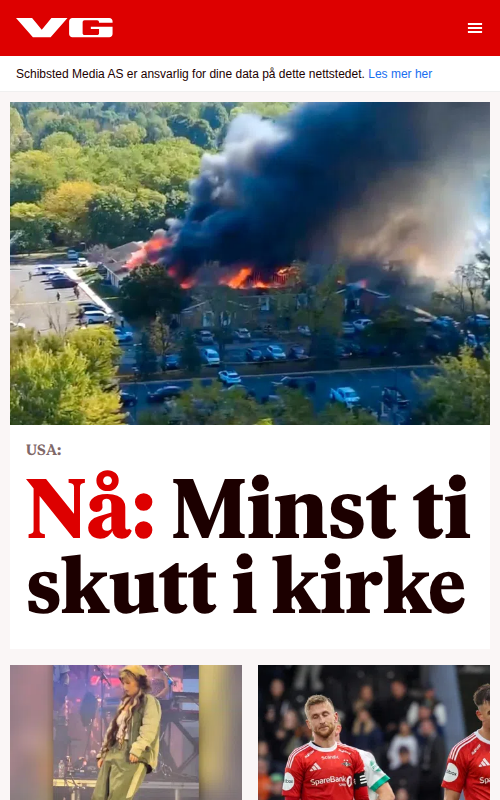 VG
Schibsted Media AS er ansvarlig for dine data på dette nettstedet. Les mer her
USA:
Nå: Minst ti
skutt i kirke
SpareBank